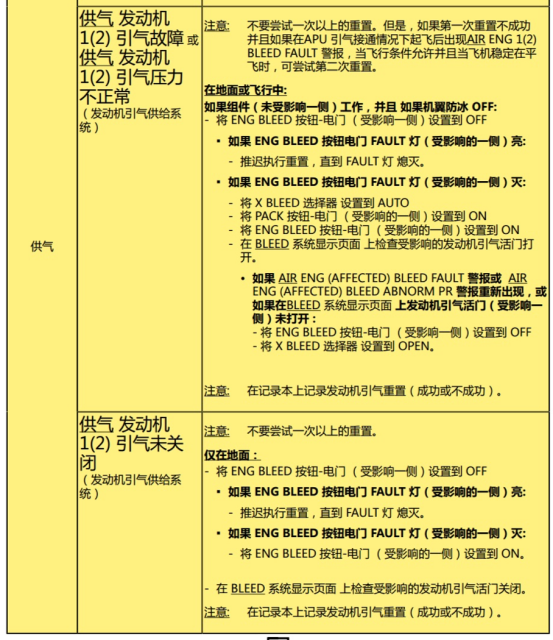 供气
供气 发动机
1(2) 引气故障 或
供气 发动机
1(2) 引气压力
不正常
（发动机引气供给系
统）
注意: 不要尝试一次以上的重置。但是，如果第一次重置不成功
并且如果在APU 引气接通情况下起飞后出现AIR ENG 1(2)
BLEED FAULT 警报，当飞行条件允许并且当飞机稳定在平
飞时，可尝试第二次重置。
在地面或飞行中:
如果组件（未受影响一侧）工作，并且 如果机翼防冰 OFF:
- 将 ENG BLEED 按钮-电门 （受影响一侧）设置到 OFF
• 如果 ENG BLEED 按钮电门 FAULT 灯（受影响的一侧）亮:
- 推迟执行重置，直到 FAULT 灯 熄灭。
• 如果 ENG BLEED 按钮电门 FAULT 灯（受影响的一侧）灭:
- 将 X BLEED 选择器 设置到 AUTO
- 将 PACK 按钮-电门 （受影响的一侧）设置到 ON
- 将 ENG BLEED 按钮-电门 （受影响一侧）设置到 ON
- 在 BLEED 系统显示页面 上检查受影响的发动机引气活门打
开。
• 如果 AIR ENG (AFFECTED) BLEED FAULT 警报或 AIR
ENG (AFFECTED) BLEED ABNORM PR 警报重新出现，或
如果在BLEED 系统显示页面 上发动机引气活门（受影响一
侧）未打开：
- 将 ENG BLEED 按钮-电门 （受影响一侧）设置到 OFF
- 将 X BLEED 选择器 设置到 OPEN。
注意: 在记录本上记录发动机引气重置（成功或不成功）。
供气
供气 发动机
1(2) 引气未关
闭
（发动机引气供给系
统）
注意: 不要尝试一次以上的重置。
仅在地面：
- 将 ENG BLEED 按钮-电门 （受影响一侧）设置到 OFF
• 如果 ENG BLEED 按钮电门 FAULT 灯（受影响的一侧）亮:
- 推迟执行重置，直到 FAULT 灯 熄灭。
• 如果 ENG BLEED 按钮电门 FAULT 灯（受影响的一侧）灭:
- 将 ENG BLEED 按钮-电门 （受影响的一侧）设置到 ON。
- 在 BLEED 系统显示页面 上检查受影响的发动机引气活门关闭。
注意: 在记录本上记录发动机引气重置（成功或不成功）。